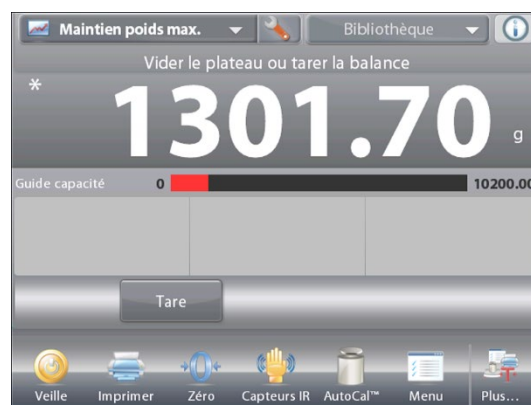 Maintien poids max.
Bibliothèque
Vider le plateau ou tarer la balance
* 1301.70 g
Guide capacité 0 10200.00
Tare
Veille Imprimer Zéro Capteurs IR AutoCal™ Menu Plus...